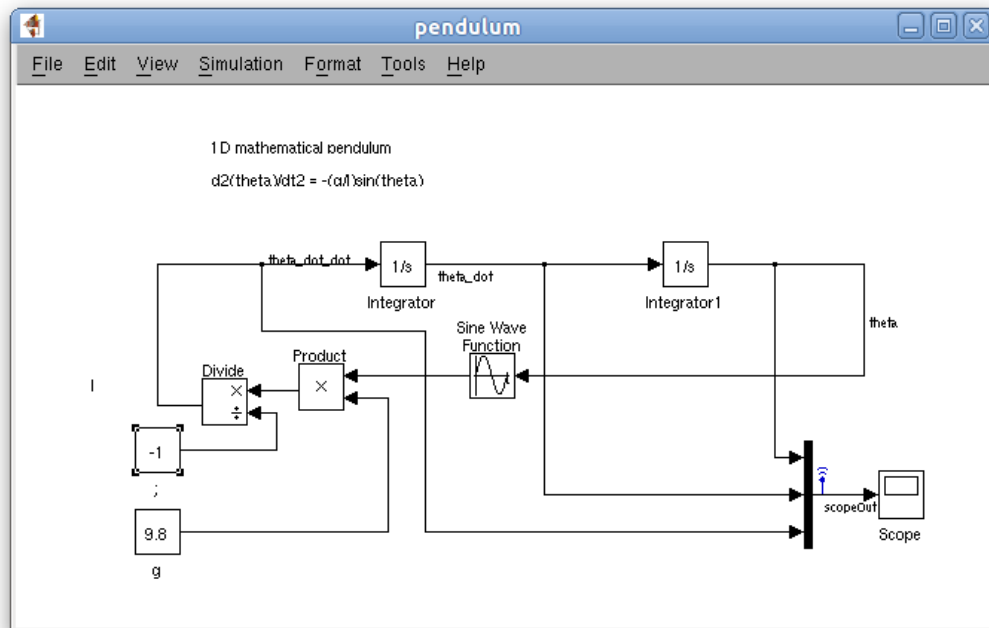 pendulum
File Edit View Simulation Format Tools Help
1D mathematical pendulum
d2(theta)/dt2 = -(g/l)sin(theta)
theta_dot_dot
1/s
Integrator
theta_dot
1/s
Integrator1
theta
Sine Wave
Function
Product
×
Divide
×
÷
l
-1
;
9.8
g
scopeOut
Scope